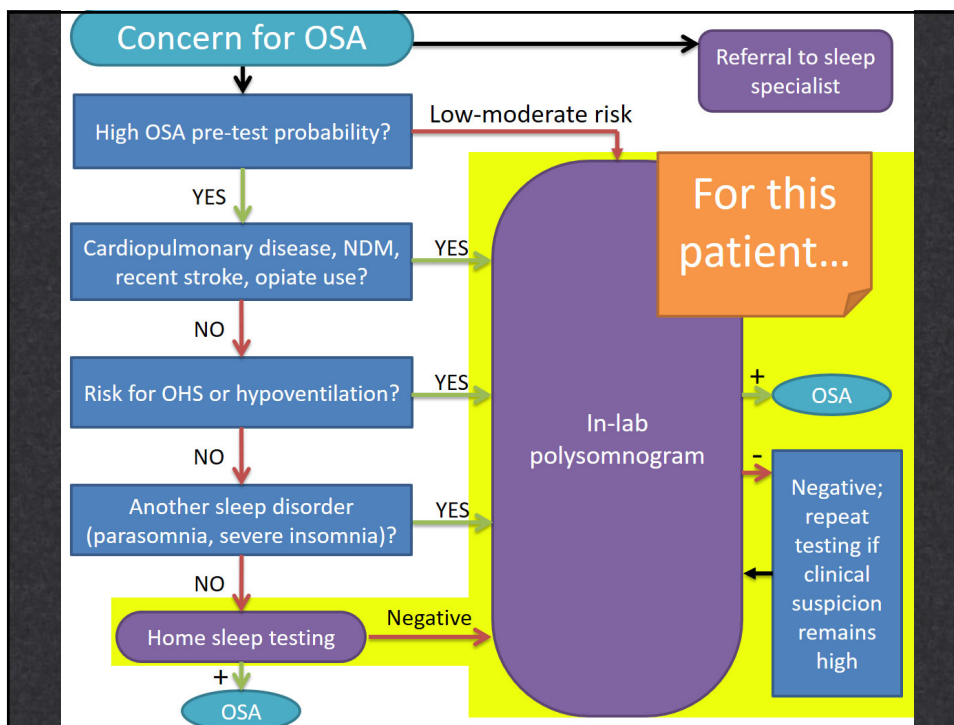 Concern for OSA
Referral to sleep
specialist
High OSA pre-test probability?
Low-moderate risk
For this
patient…
YES
Cardiopulmonary disease, NDM,
recent stroke, opiate use?
YES
NO
Risk for OHS or hypoventilation?
YES
+
OSA
In-lab
polysomnogram
NO
-
Negative;
repeat
testing if
clinical
suspicion
remains
high
Another sleep disorder
(parasomnia, severe insomnia)?
YES
NO
Home sleep testing
Negative
+
OSA